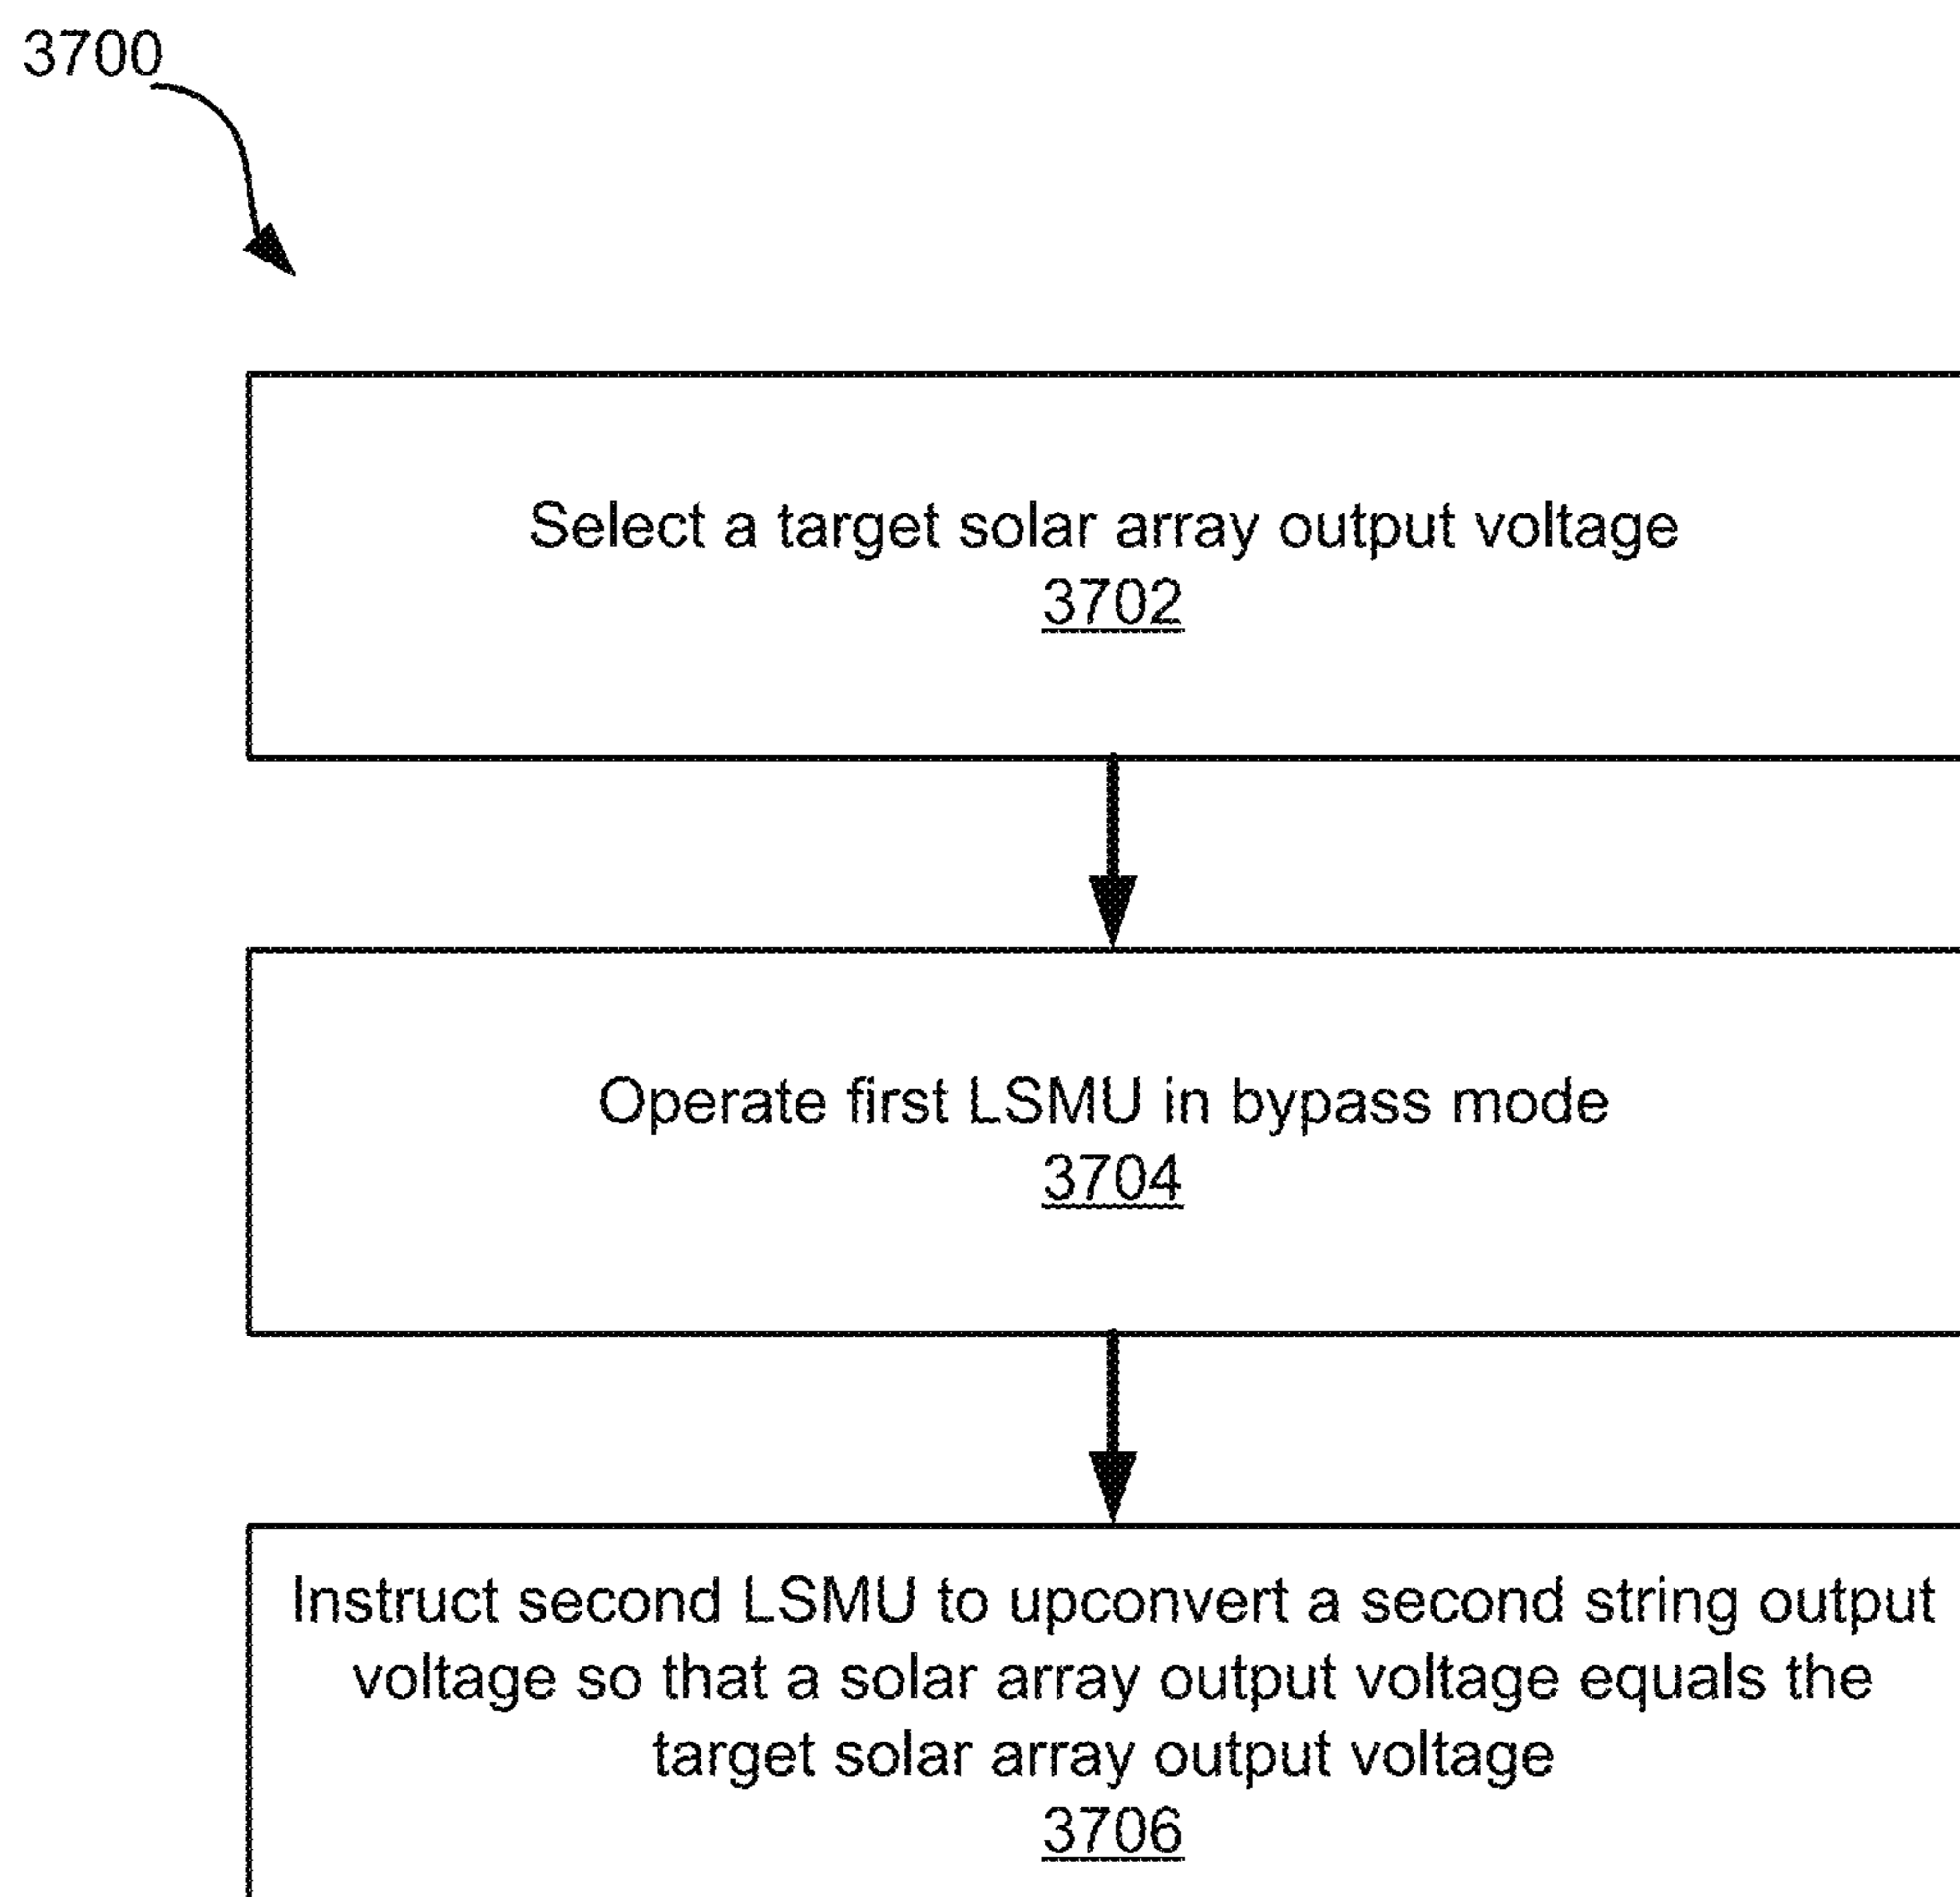 3700
Select a target solar array output voltage
3702
Operate first LSMU in bypass mode
3704
Instruct second LSMU to upconvert a second string output
voltage so that a solar array output voltage equals the
target solar array output voltage
3706